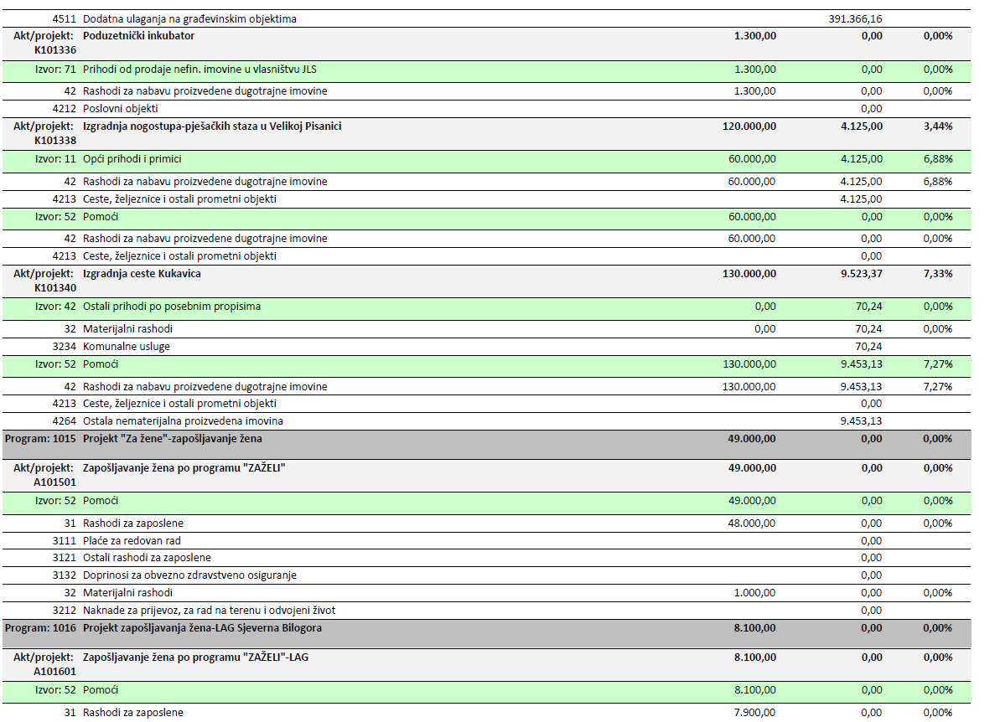 4511 Dodatna ulaganja na građevinskim objektima 391.366,16
Akt/projekt: Poduzetnički inkubator 1.300,00 0,00 0,00%
K101336
Izvor: 71 Prihodi od prodaje nefin. imovine u vlasništvu JLS 1.300,00 0,00 0,00%
42 Rashodi za nabavu proizvedene dugotrajne imovine 1.300,00 0,00 0,00%
4212 Poslovni objekti 0,00
Akt/projekt: Izgradnja nogostupa-pješačkih staza u Velikoj Pisanici 120.000,00 4.125,00 3,44%
K101338
Izvor: 11 Opći prihodi i primici 60.000,00 4.125,00 6,88%
42 Rashodi za nabavu proizvedene dugotrajne imovine 60.000,00 4.125,00 6,88%
4213 Ceste, željeznice i ostali prometni objekti 4.125,00
Izvor: 52 Pomoći 60.000,00 0,00 0,00%
42 Rashodi za nabavu proizvedene dugotrajne imovine 60.000,00 0,00 0,00%
4213 Ceste, željeznice i ostali prometni objekti 0,00
Akt/projekt: Izgradnja ceste Kukavica 130.000,00 9.523,37 7,33%
K101340
Izvor: 42 Ostali prihodi po posebnim propisima 0,00 70,24 0,00%
32 Materijalni rashodi 0,00 70,24 0,00%
3234 Komunalne usluge 70,24
Izvor: 52 Pomoći 130.000,00 9.453,13 7,27%
42 Rashodi za nabavu proizvedene dugotrajne imovine 130.000,00 9.453,13 7,27%
4213 Ceste, željeznice i ostali prometni objekti 0,00
4264 Ostala nematerijalna proizvedena imovina 9.453,13
Program: 1015 Projekt "Za žene"-zapošljavanje žena 49.000,00 0,00 0,00%
Akt/projekt: Zapošljavanje žena po programu "ZAŽELI" 49.000,00 0,00 0,00%
A101501
Izvor: 52 Pomoći 49.000,00 0,00 0,00%
31 Rashodi za zaposlene 48.000,00 0,00 0,00%
3111 Plaće za redovan rad 0,00
3121 Ostali rashodi za zaposlene 0,00
3132 Doprinosi za obvezno zdravstveno osiguranje 0,00
32 Materijalni rashodi 1.000,00 0,00 0,00%
3212 Naknade za prijevoz, za rad na terenu i odvojeni život 0,00
Program: 1016 Projekt zapošljavanja žena-LAG Sjeverna Bilogora 8.100,00 0,00 0,00%
Akt/projekt: Zapošljavanje žena po programu "ZAŽELI"-LAG 8.100,00 0,00 0,00%
A101601
Izvor: 52 Pomoći 8.100,00 0,00 0,00%
31 Rashodi za zaposlene 7.900,00 0,00 0,00%